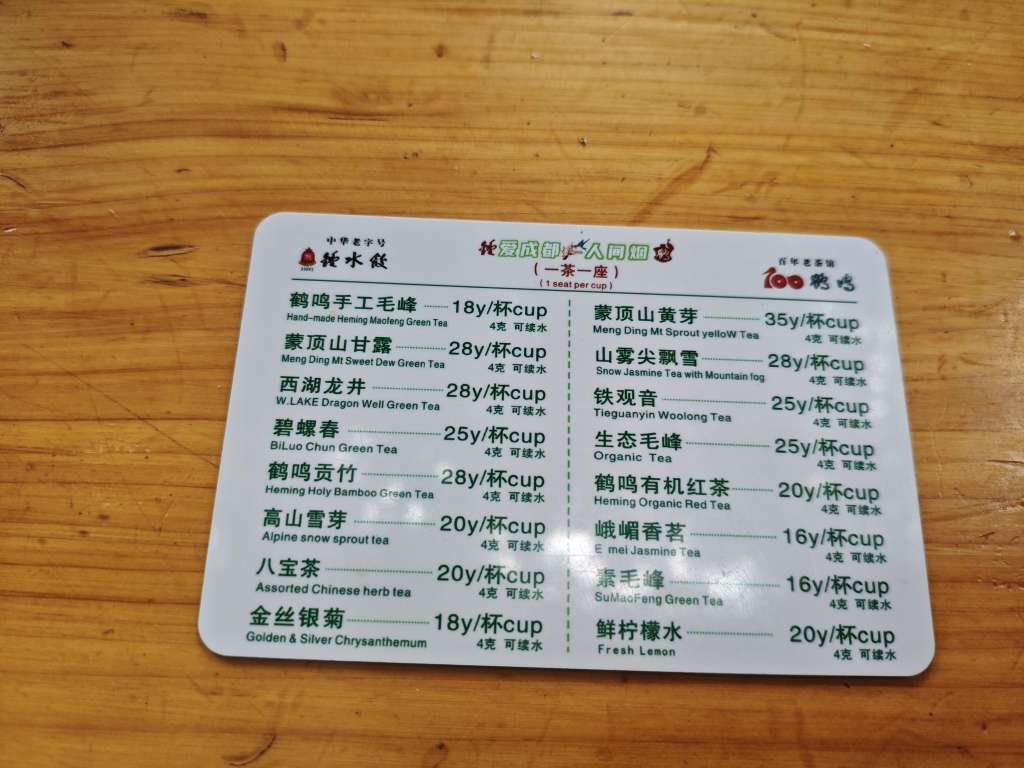 中华老字号
钟水饺
爱成都 人间烟
(一茶一座)
(1 seat per cup)
百年老茶馆
100 鹤鸣
鹤鸣手工毛峰 18y/杯cup
Hand-made Heming Maofeng Green Tea 4克 可续水
蒙顶山甘露 28y/杯cup
Meng Ding Mt Sweet Dew Green Tea 4克 可续水
西湖龙井 28y/杯cup
W.LAKE Dragon Well Green Tea 4克 可续水
碧螺春 25y/杯cup
BiLuo Chun Green Tea 4克 可续水
鹤鸣贡竹 28y/杯cup
Heming Holy Bamboo Green Tea 4克 可续水
高山雪芽 20y/杯cup
Alpine snow sprout tea 4克 可续水
八宝茶 20y/杯cup
Assorted Chinese herb tea 4克 可续水
金丝银菊 18y/杯cup
Golden & Silver Chrysanthemum 4克 可续水
蒙顶山黄芽 35y/杯cup
Meng Ding Mt Sprout yelloW Tea 4克 可续水
山雾尖飘雪 28y/杯cup
Snow Jasmine Tea with Mountain fog 4克 可续水
铁观音 25y/杯cup
Tieguanyin Woolong Tea 4克 可续水
生态毛峰 25y/杯cup
Organic Tea 4克 可续水
鹤鸣有机红茶 20y/杯cup
Heming Organic Red Tea 4克 可续水
峨嵋香茗 16y/杯cup
E mei Jasmine Tea 4克 可续水
素毛峰 16y/杯cup
SuMaoFeng Green Tea 4克 可续水
鲜柠檬水 20y/杯cup
Fresh Lemon 4克 可续水